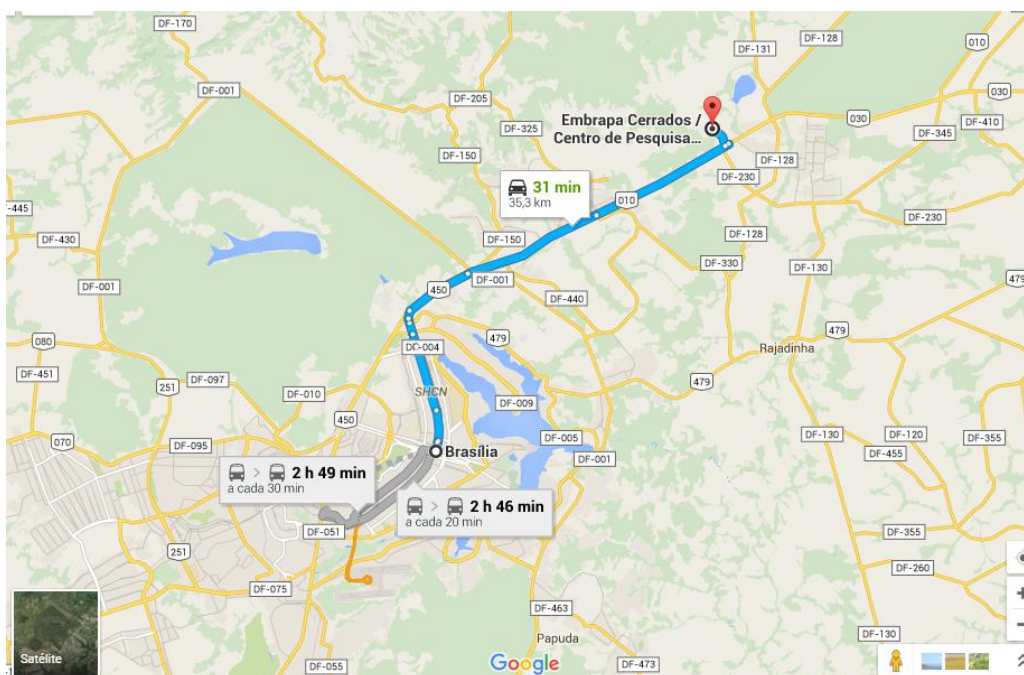 DF-170
DF-128
010
DF-131
DF-001
030
DF-205
Embrapa Cerrados /
Centro de Pesquisa...
030
DF-410
DF-325
DF-345
DF-150
DF-128
DF-230
31 min
35,3 km
010
-445
DF-230
DF-128
DF-430
DF-150
DF-330
DF-001
479
DF-001
450
DF-440
479
479
080
DF-004
Rajadinha
DF-451
DF-097
479
251
SHCN
DF-010
DF-009
450
070
DF-095
DF-005
DF-130
DF-120
DF-355
Brasília
DF-001
DF-455
2 h 49 min
a cada 30 min
2 h 46 min
a cada 20 min
DF-051
DF-355
251
DF-260
DF-075
DF-463
DF-130
Papuda
Satélite
DF-055
Google
DF-473